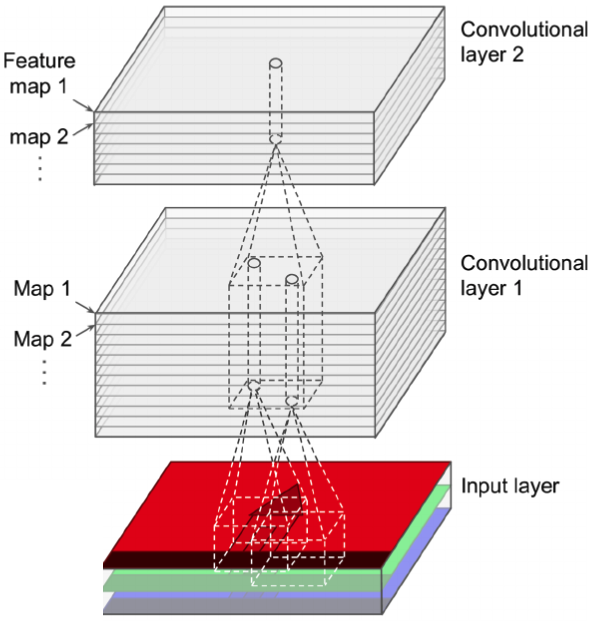 Convolutional
layer 2
Feature
map 1
map 2
Convolutional
layer 1
Map 1
Map 2
Input layer